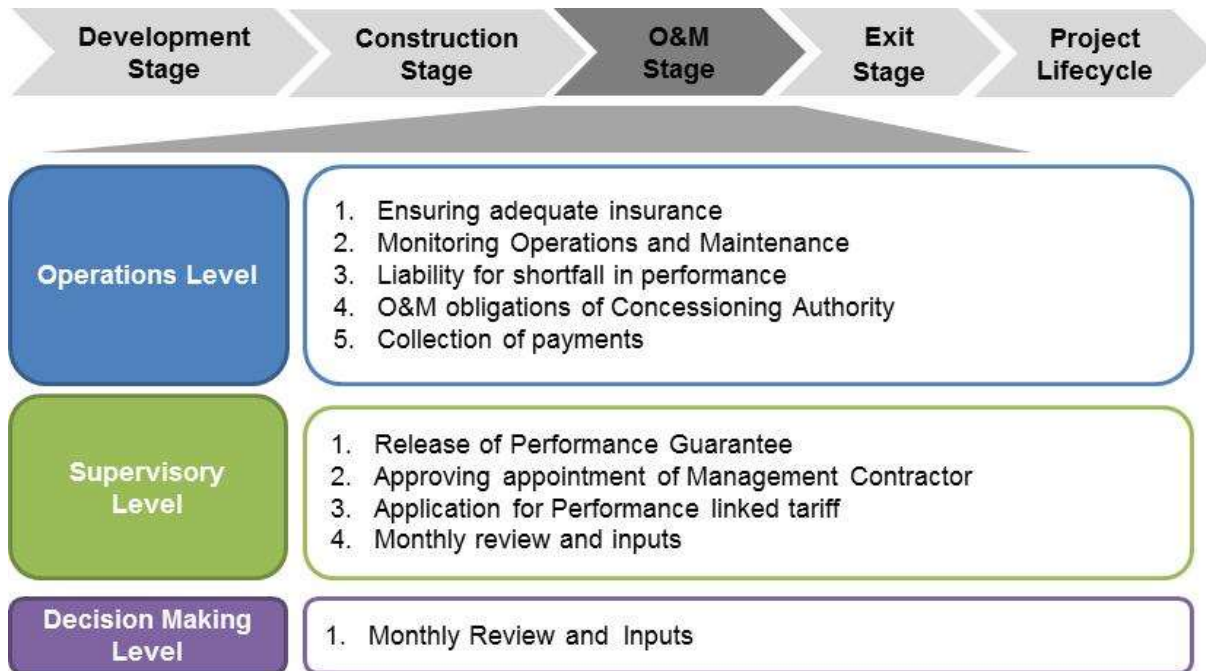 Development
Stage
Construction
Stage
O&M
Stage
Exit
Stage
Project
Lifecycle
Operations Level
1. Ensuring adequate insurance
2. Monitoring Operations and Maintenance
3. Liability for shortfall in performance
4. O&M obligations of Concessioning Authority
5. Collection of payments
Supervisory
Level
1. Release of Performance Guarantee
2. Approving appointment of Management Contractor
3. Application for Performance linked tariff
4. Monthly review and inputs
Decision Making
Level
1. Monthly Review and Inputs